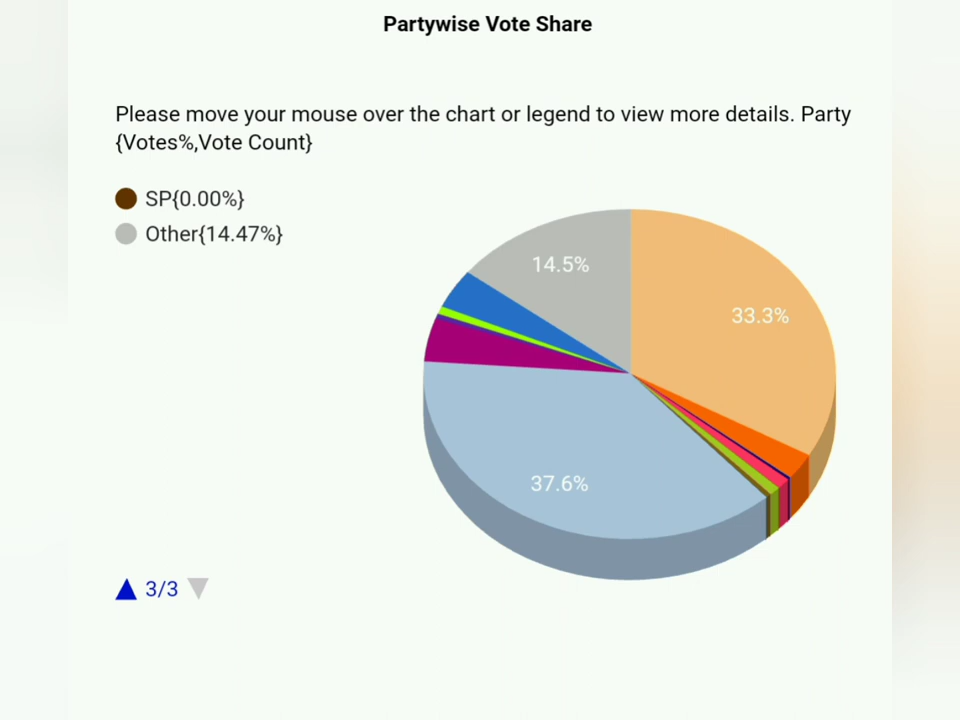 Partywise Vote Share
Please move your mouse over the chart or legend to view more details. Party
{Votes%,Vote Count}
SP{0.00%}
Other{14.47%}
14.5%
33.3%
37.6%
3/3